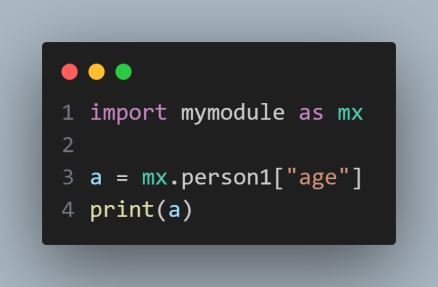 1 import mymodule as mx
2
3 a = mx.person1["age"]
4 print(a)